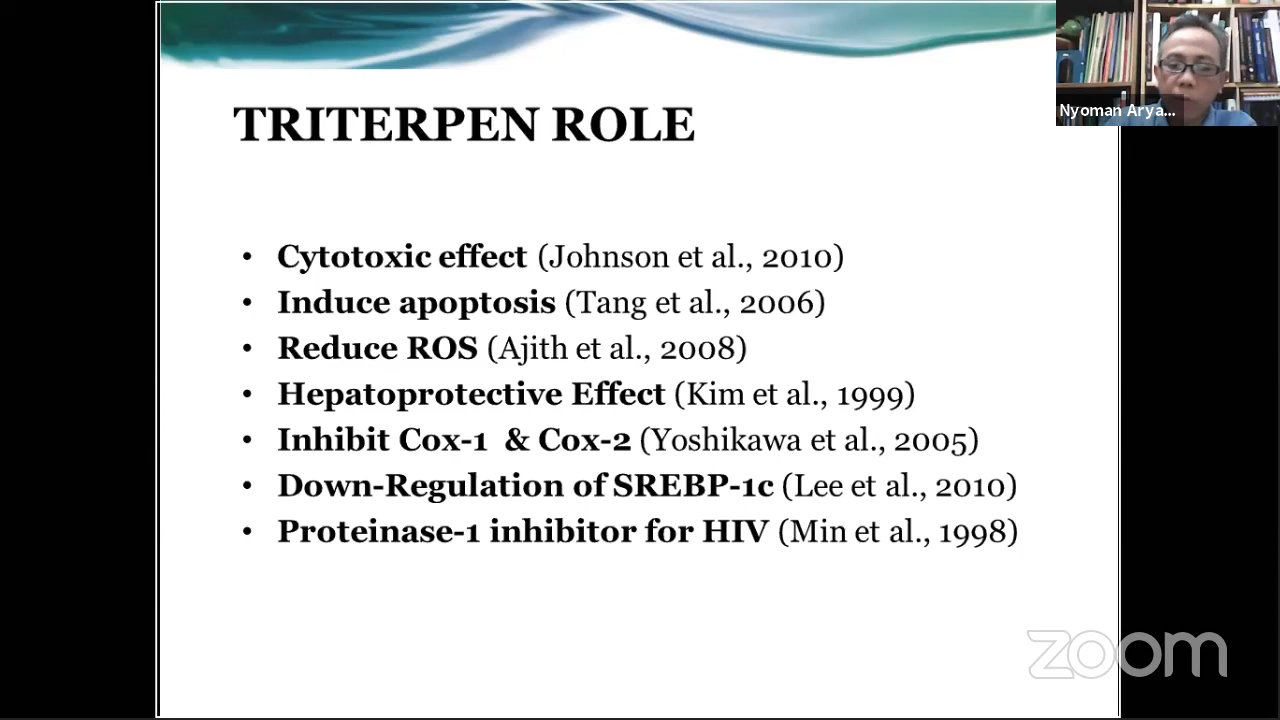 TRITERPEN ROLE
Nyoman Arya...
• Cytotoxic effect (Johnson et al., 2010)
• Induce apoptosis (Tang et al., 2006)
• Reduce ROS (Ajith et al., 2008)
• Hepatoprotective Effect (Kim et al., 1999)
• Inhibit Cox-1 & Cox-2 (Yoshikawa et al., 2005)
• Down-Regulation of SREBP-1c (Lee et al., 2010)
• Proteinase-1 inhibitor for HIV (Min et al., 1998)
zoom